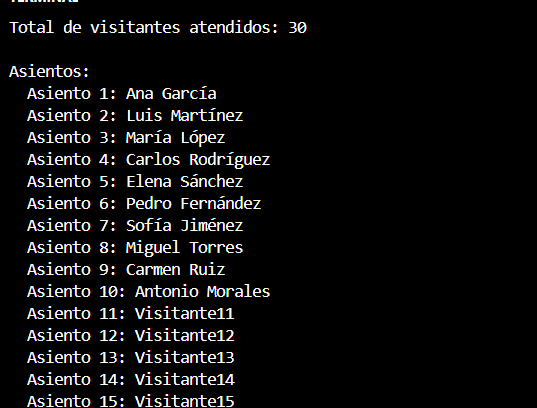 TERMINAL
Total de visitantes atendidos: 30
Asientos:
Asiento 1: Ana García
Asiento 2: Luis Martínez
Asiento 3: María López
Asiento 4: Carlos Rodríguez
Asiento 5: Elena Sánchez
Asiento 6: Pedro Fernández
Asiento 7: Sofía Jiménez
Asiento 8: Miguel Torres
Asiento 9: Carmen Ruiz
Asiento 10: Antonio Morales
Asiento 11: Visitante11
Asiento 12: Visitante12
Asiento 13: Visitante13
Asiento 14: Visitante14
Asiento 15: Visitante15